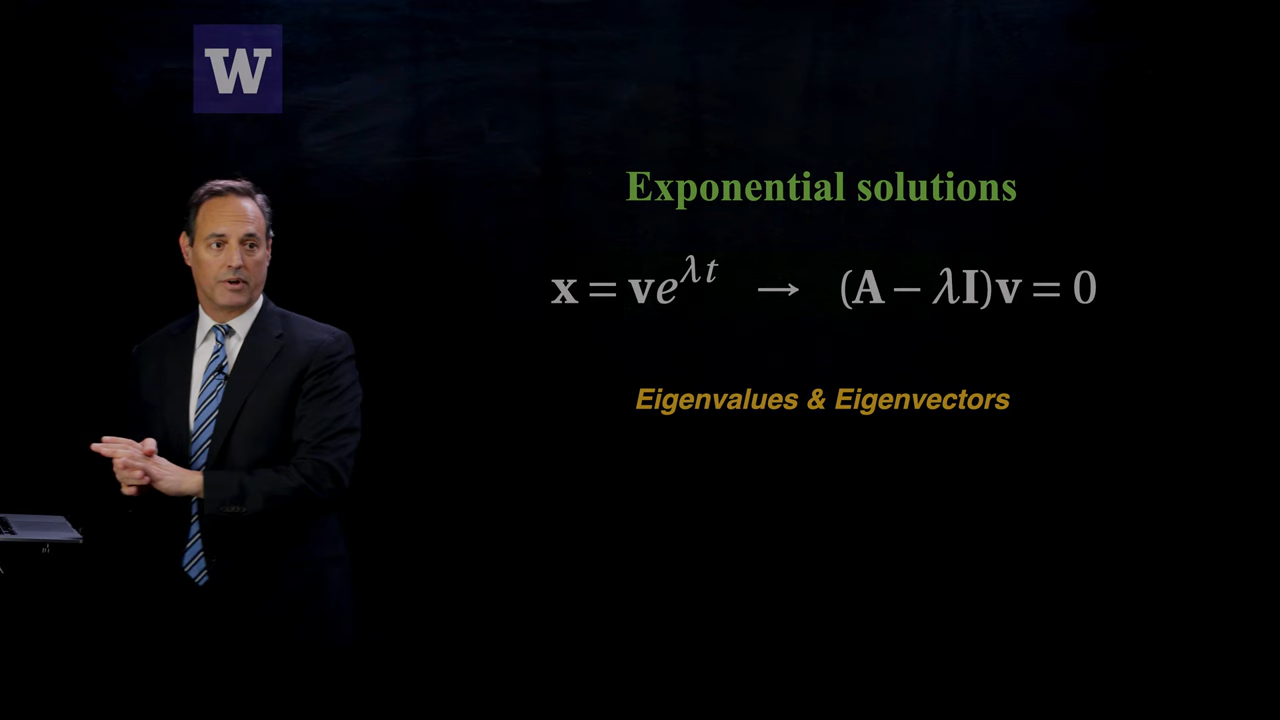 W
Exponential solutions
x = ve^{λt} → (A − λI)v = 0
Eigenvalues & Eigenvectors